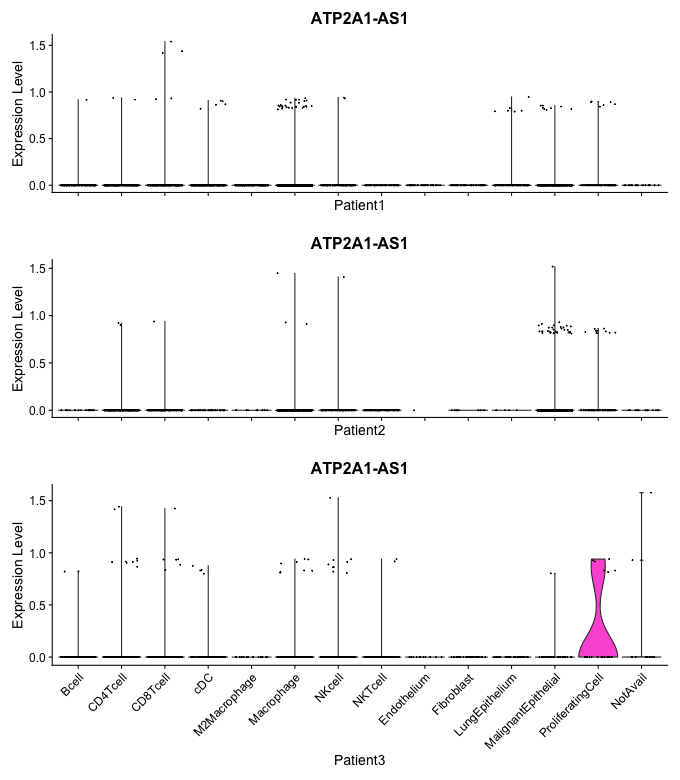 ATP2A1-AS1
Expression Level
1.5
1.0
0.5
0.0
Patient1
ATP2A1-AS1
Expression Level
1.5
1.0
0.5
0.0
Patient2
ATP2A1-AS1
Expression Level
1.5
1.0
0.5
0.0
Bcell
CD4Tcell
CD8Tcell
cDC
M2Macrophage
Macrophage
NKcell
NKTcell
Endothelium
Fibroblast
LungEpithelium
MalignantEpithelial
ProliferatingCell
NotAvail
Patient3